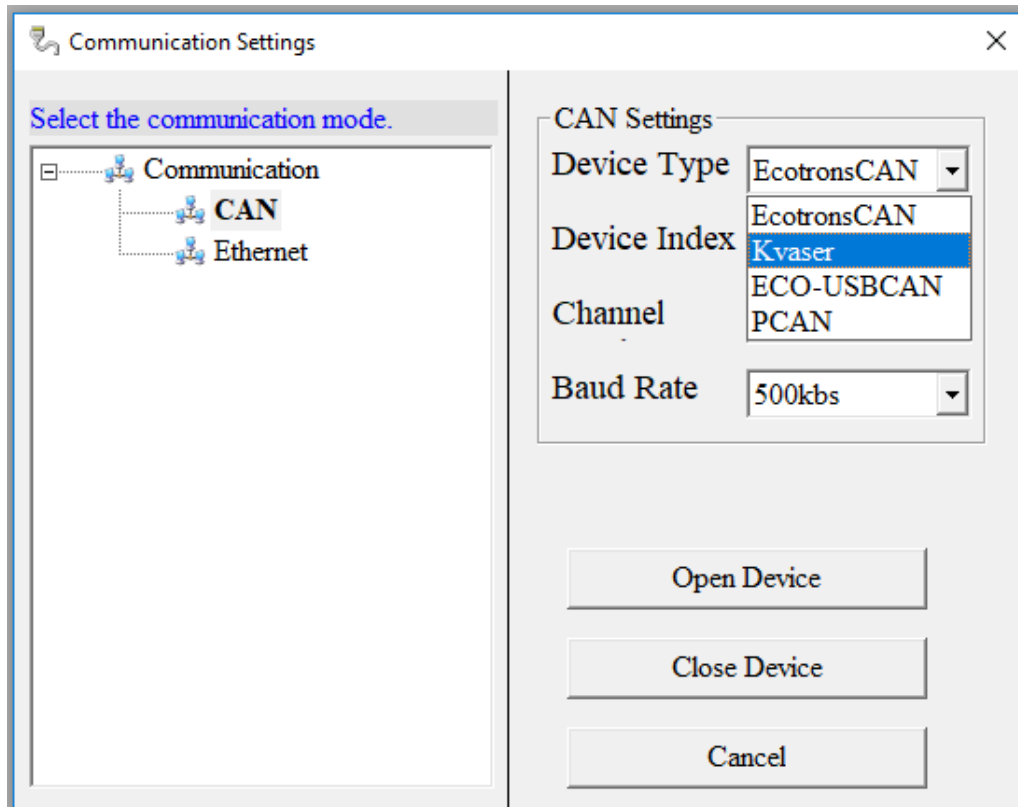 Communication Settings
Select the communication mode.
Communication
CAN
Ethernet
CAN Settings
Device Type
EcotronsCAN
EcotronsCAN
Device Index
Kvaser
ECO-USBCAN
Channel
PCAN
Baud Rate
500kbs
Open Device
Close Device
Cancel